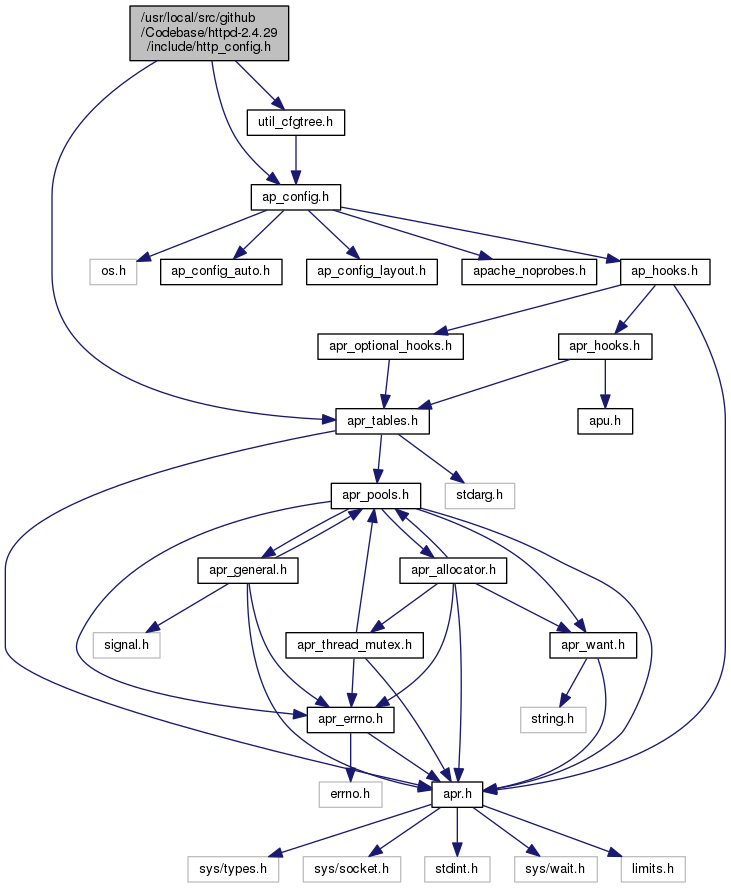 /usr/local/src/github
/Codebase/httpd-2.4.29
/include/http_config.h
util_cfgtree.h
ap_config.h
os.h
ap_config_auto.h
ap_config_layout.h
apache_noprobes.h
ap_hooks.h
apr_optional_hooks.h
apr_hooks.h
apr_tables.h
apu.h
apr_pools.h
stdarg.h
apr_general.h
apr_allocator.h
signal.h
apr_thread_mutex.h
apr_want.h
apr_errno.h
string.h
errno.h
apr.h
sys/types.h
sys/socket.h
stdint.h
sys/wait.h
limits.h